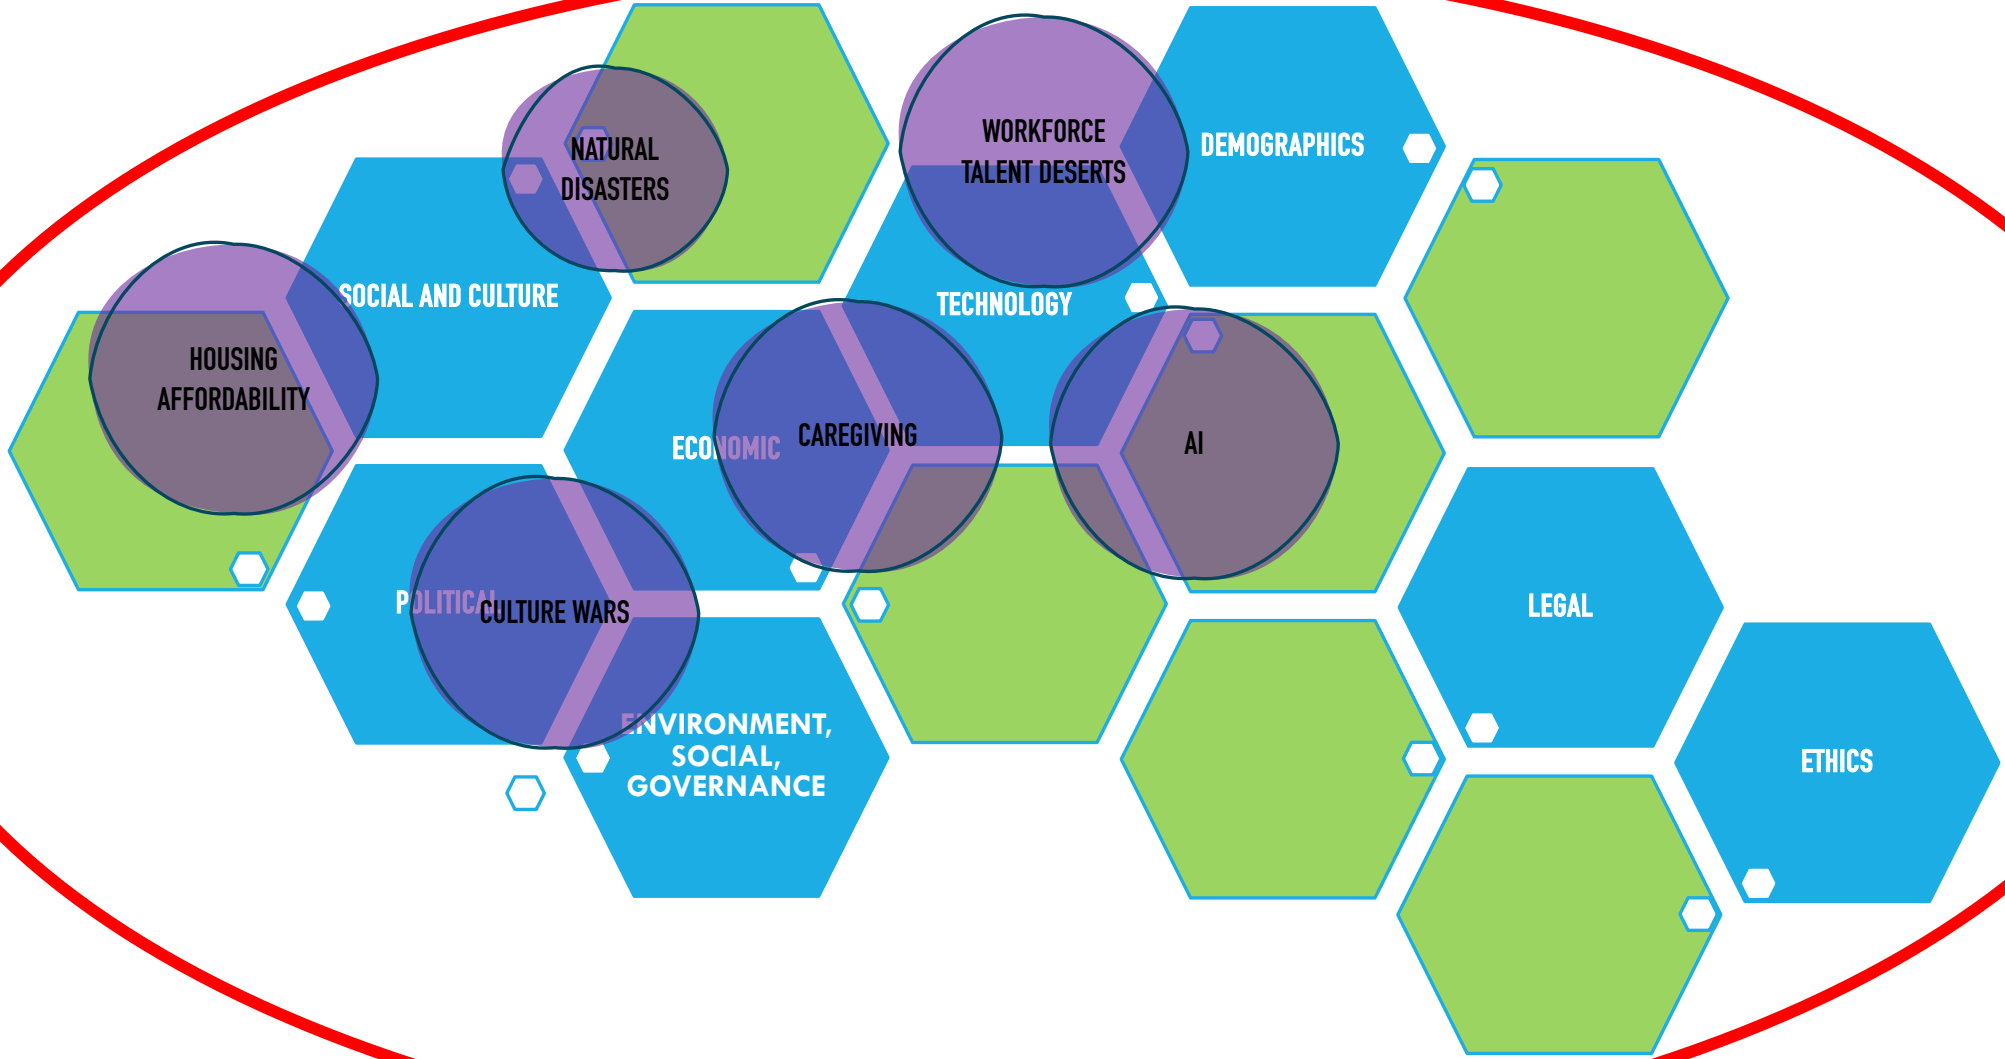 NATURAL
DISASTERS
WORKFORCE
TALENT DESERTS
DEMOGRAPHICS
SOCIAL AND CULTURE
TECHNOLOGY
HOUSING
AFFORDABILITY
ECONOMIC
CAREGIVING
AI
POLITICAL
CULTURE WARS
LEGAL
ENVIRONMENT,
SOCIAL,
GOVERNANCE
ETHICS